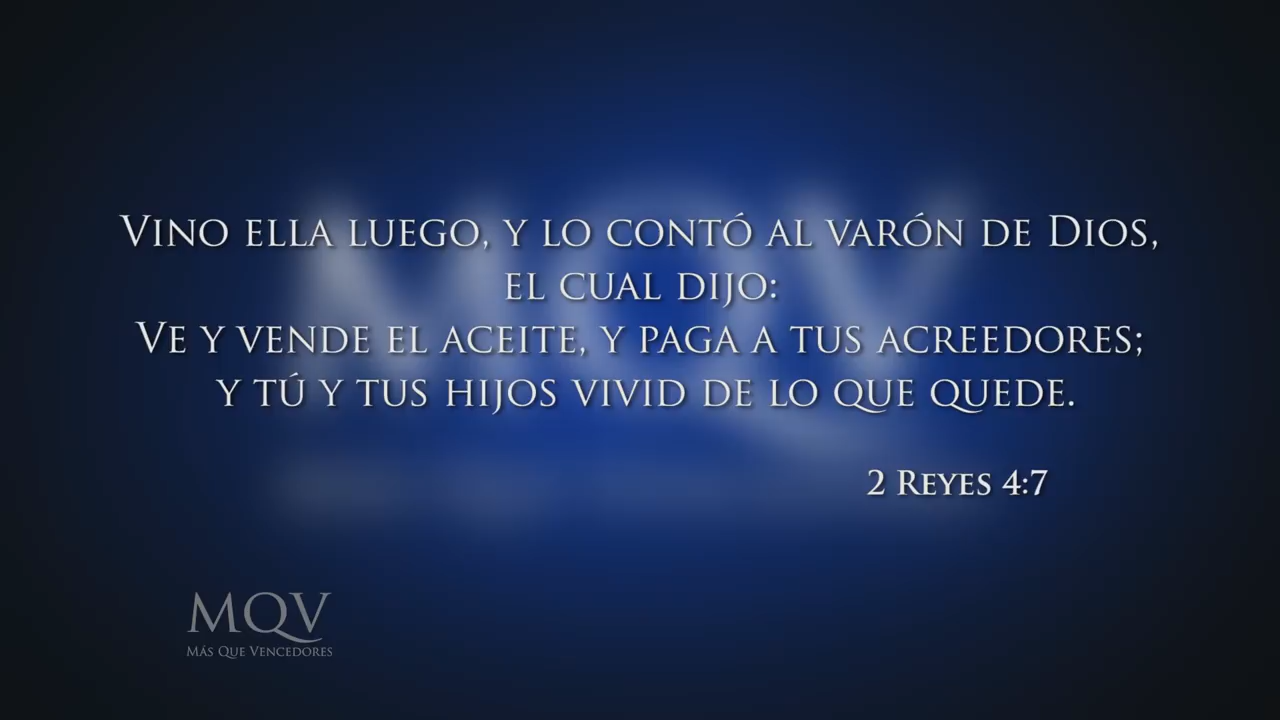 Vino ella luego, y lo contó al varón de Dios,
el cual dijo:
Ve y vende el aceite, y paga a tus acreedores;
y tú y tus hijos vivid de lo que quede.
2 Reyes 4:7
MQV
Más Que Vencedores